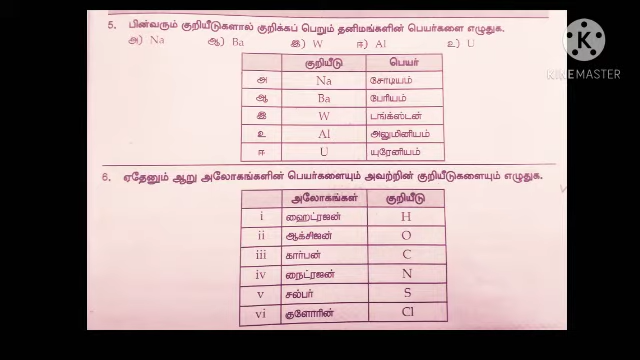 5. பின்வரும் குறியீடுகளால் குறிக்கப் பெறும் தனிமங்களின் பெயர்களை எழுதுக.
அ) Na ஆ) Ba இ) W ஈ) Al உ) U
குறியீடு பெயர்
அ Na சோடியம்
ஆ Ba பேரியம்
இ W டங்ஸ்டன்
உ Al அலுமினியம்
ஈ U யுரேனியம்
6. ஏதேனும் ஆறு அலோகங்களின் பெயர்களையும் அவற்றின் குறியீடுகளையும் எழுதுக.
அலோகங்கள் குறியீடு
i ஹைட்ரஜன் H
ii ஆக்சிஜன் O
iii கார்பன் C
iv நைட்ரஜன் N
v சல்பர் S
vi குளோரின் Cl
K
KINEMASTER